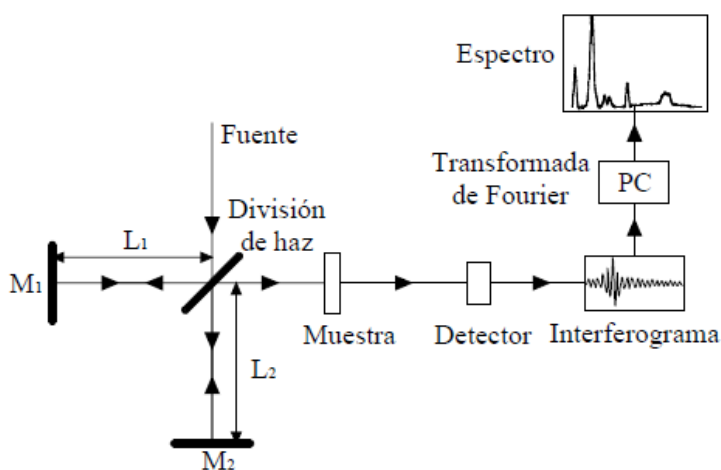 Espectro
Fuente
Transformada
de Fourier
PC
División
de haz
L1
M1
Muestra
Detector
Interferograma
L2
M2